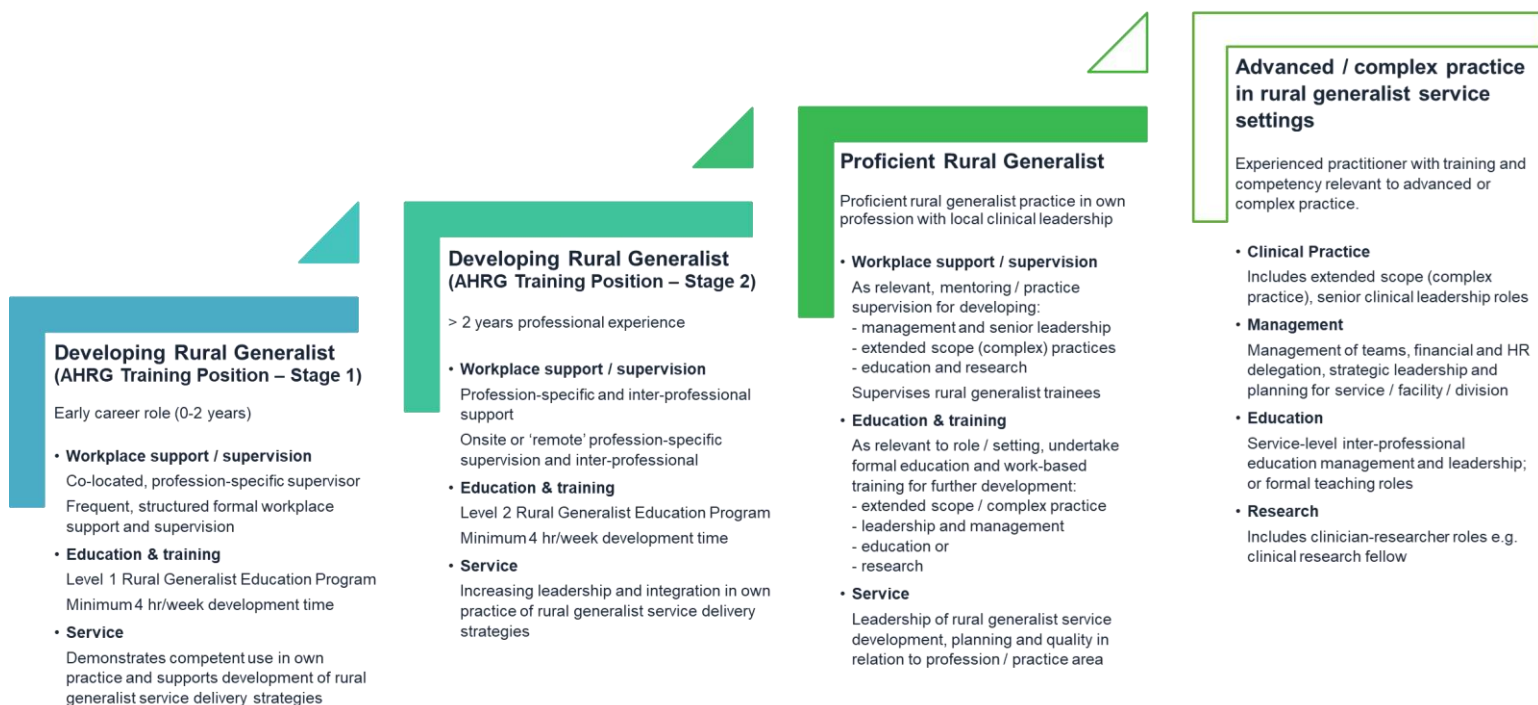 Developing Rural Generalist
(AHRG Training Position – Stage 1)
Early career role (0-2 years)
• Workplace support / supervision
Co-located, profession-specific supervisor
Frequent, structured formal workplace
support and supervision
• Education & training
Level 1 Rural Generalist Education Program
Minimum 4 hr/week development time
• Service
Demonstrates competent use in own
practice and supports development of rural
generalist service delivery strategies
Developing Rural Generalist
(AHRG Training Position – Stage 2)
> 2 years professional experience
• Workplace support / supervision
Profession-specific and inter-professional
support
Onsite or ‘remote’ profession-specific
supervision and inter-professional
• Education & training
Level 2 Rural Generalist Education Program
Minimum 4 hr/week development time
• Service
Increasing leadership and integration in own
practice of rural generalist service delivery
strategies
Proficient Rural Generalist
Proficient rural generalist practice in own
profession with local clinical leadership
• Workplace support / supervision
As relevant, mentoring / practice
supervision for developing:
- management and senior leadership
- extended scope (complex) practices
- education and research
Supervises rural generalist trainees
• Education & training
As relevant to role / setting, undertake
formal education and work-based
training for further development:
- extended scope / complex practice
- leadership and management
- education or
- research
• Service
Leadership of rural generalist service
development, planning and quality in
relation to profession / practice area
Advanced / complex practice
in rural generalist service
settings
Experienced practitioner with training and
competency relevant to advanced or
complex practice.
• Clinical Practice
Includes extended scope (complex
practice), senior clinical leadership roles
• Management
Management of teams, financial and HR
delegation, strategic leadership and
planning for service / facility / division
• Education
Service-level inter-professional
education management and leadership;
or formal teaching roles
• Research
Includes clinician-researcher roles e.g.
clinical research fellow